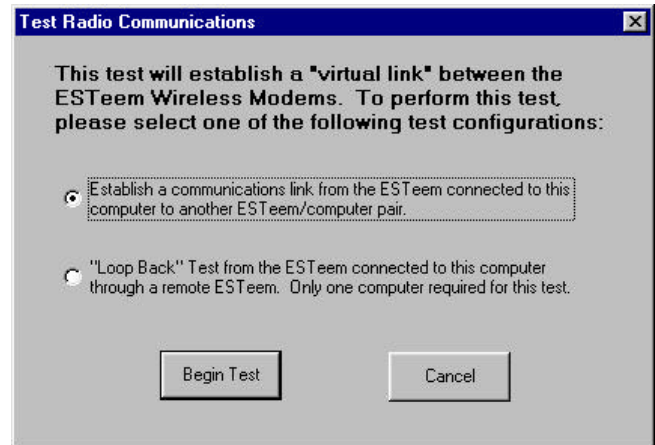 Test Radio Communications
This test will establish a "virtual link" between the
ESTeem Wireless Modems.  To perform this test,
please select one of the following test configurations:
Establish a communications link from the ESTeem connected to this
computer to another ESTeem/computer pair.
"Loop Back" Test from the ESTeem connected to this computer
through a remote ESTeem.  Only one computer required for this test.
Begin Test
Cancel